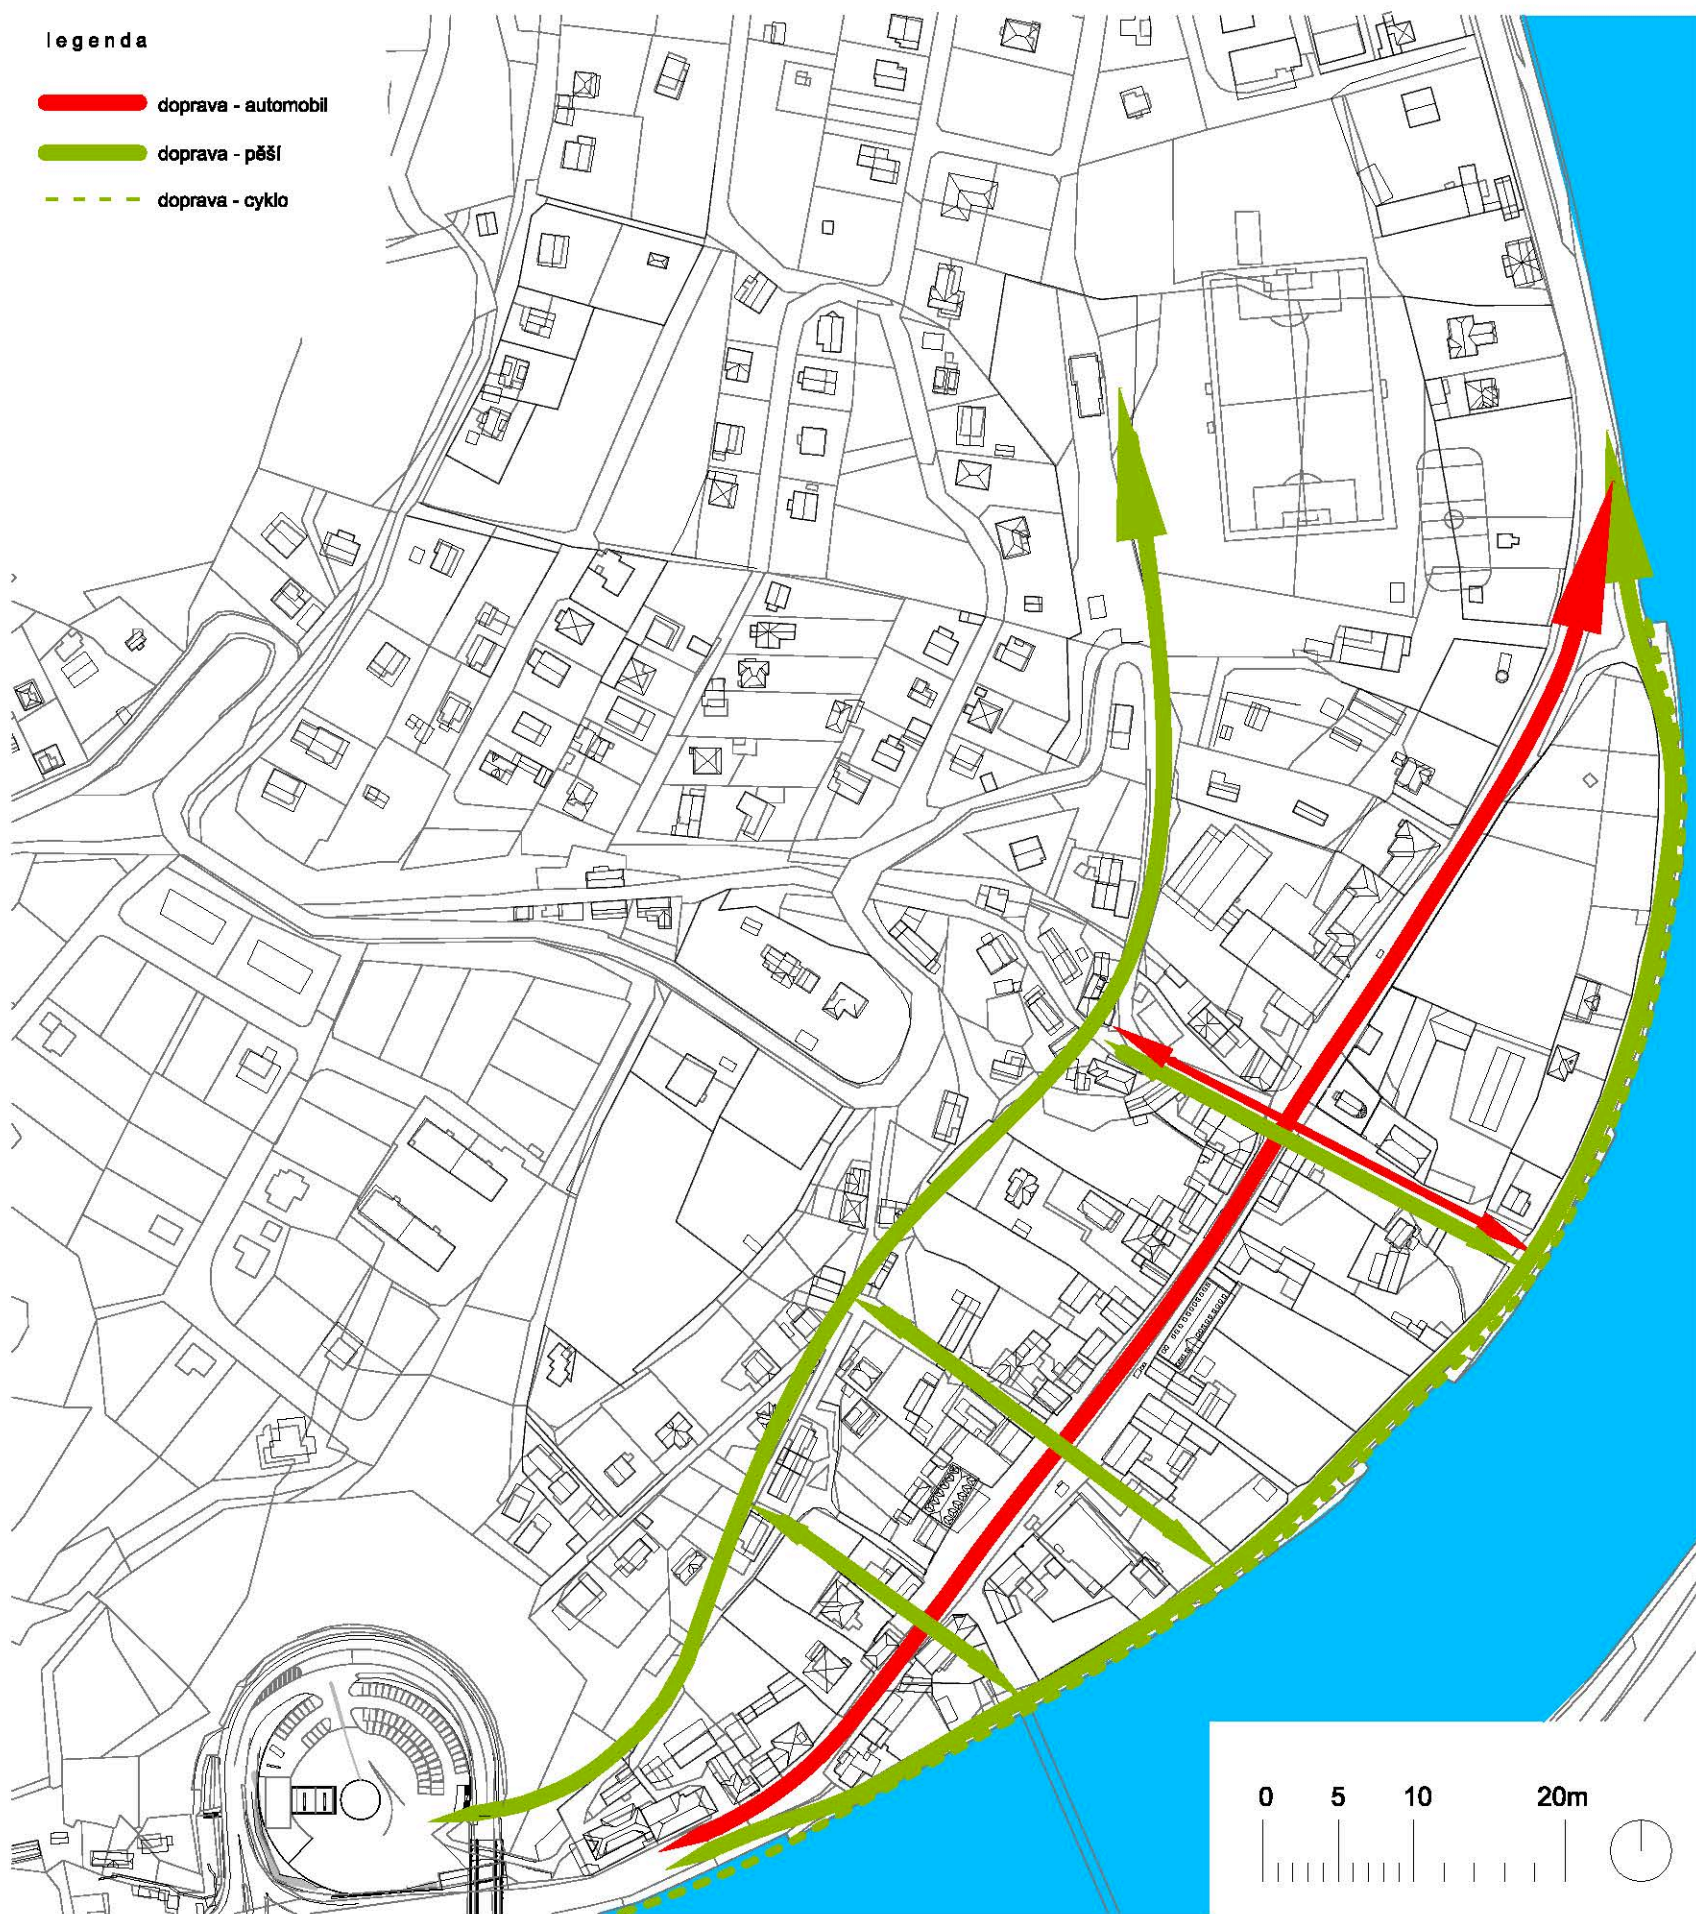 legenda
doprava - automobil
doprava - pěší
doprava - cyklo
0 5 10 20m